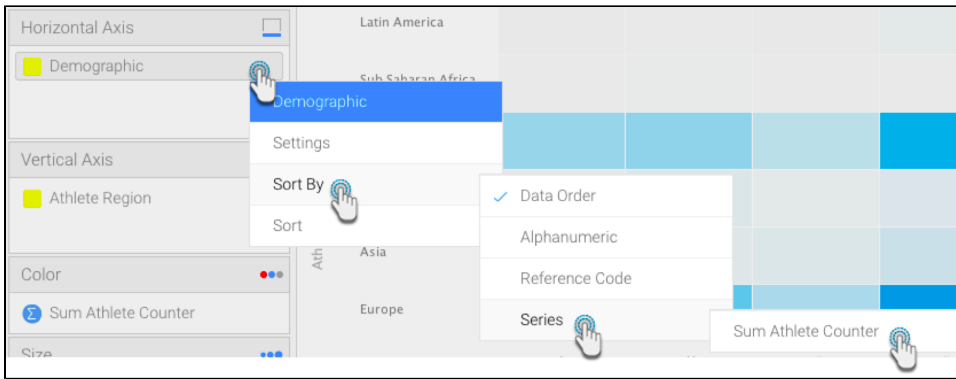 Horizontal Axis
Demographic
Vertical Axis
Athlete Region
Color
Sum Athlete Counter
Size
Latin America
Sub Saharan Africa
Asia
Europe
Ath
Demographic
Settings
Sort By
Sort
Data Order
Alphanumeric
Reference Code
Series
Sum Athlete Counter